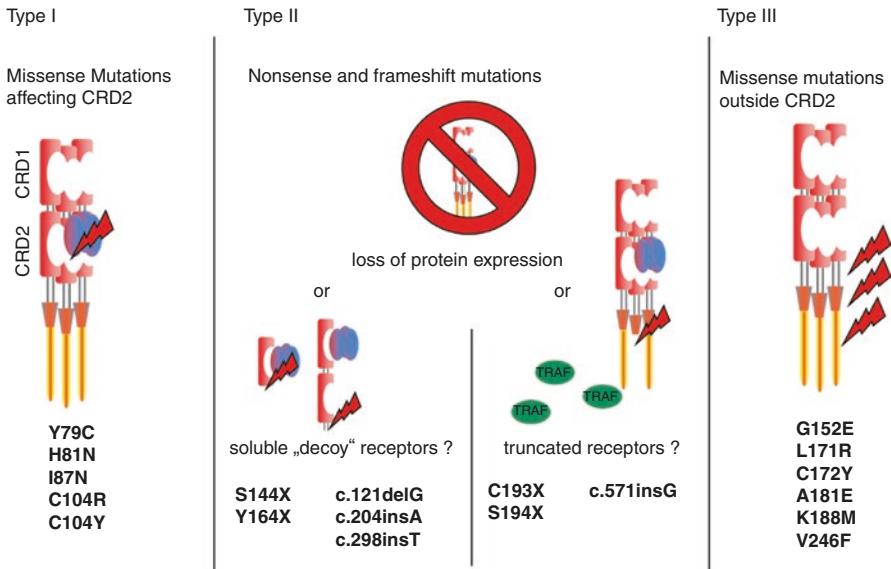 Type I
Missense Mutations
affecting CRD2
CRD1
CRD2
Y79C
H81N
I87N
C104R
C104Y
Type II
Nonsense and frameshift mutations
loss of protein expression
or
or
soluble „decoy“ receptors ?
S144X
Y164X
c.121delG
c.204insA
c.298insT
TRAF
TRAF
TRAF
truncated receptors ?
C193X
S194X
c.571insG
Type III
Missense mutations
outside CRD2
G152E
L171R
C172Y
A181E
K188M
V246F